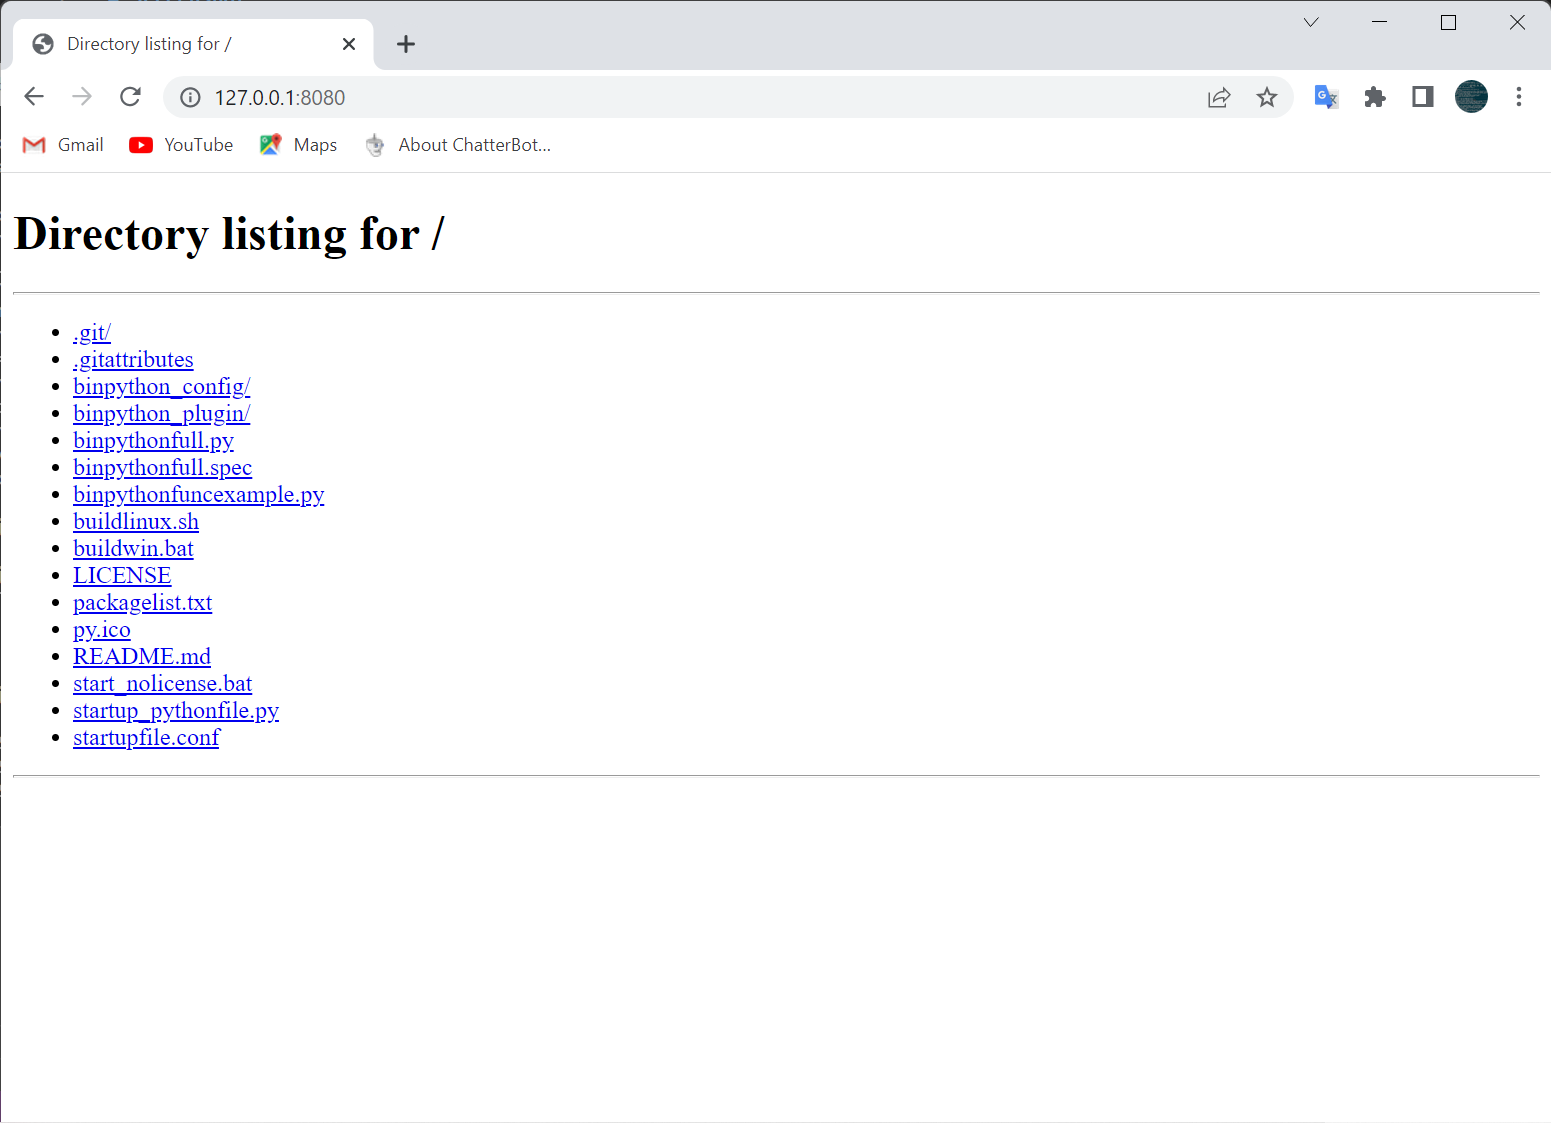 Directory listing for /
127.0.0.1:8080
Gmail YouTube Maps About ChatterBot...
Directory listing for /
.git/
.gitattributes
binpython_config/
binpython_plugin/
binpythonfull.py
binpythonfull.spec
binpythonfuncexample.py
buildlinux.sh
buildwin.bat
LICENSE
packagelist.txt
py.ico
README.md
start_nolicense.bat
startup_pythonfile.py
startupfile.conf